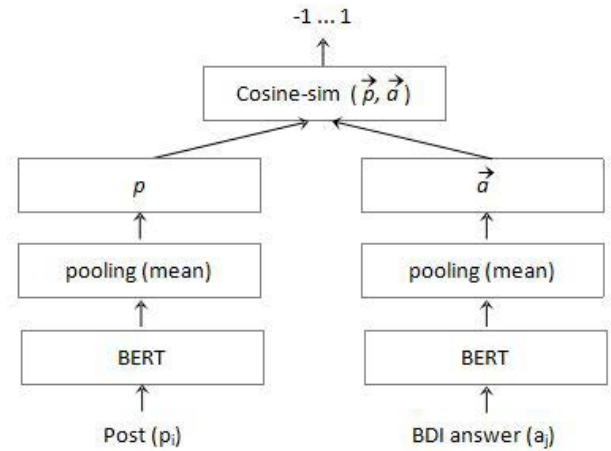 -1 ... 1
Cosine-sim (p⃗, a⃗)
p
a⃗
pooling (mean)
pooling (mean)
BERT
BERT
Post (pᵢ)
BDI answer (aⱼ)